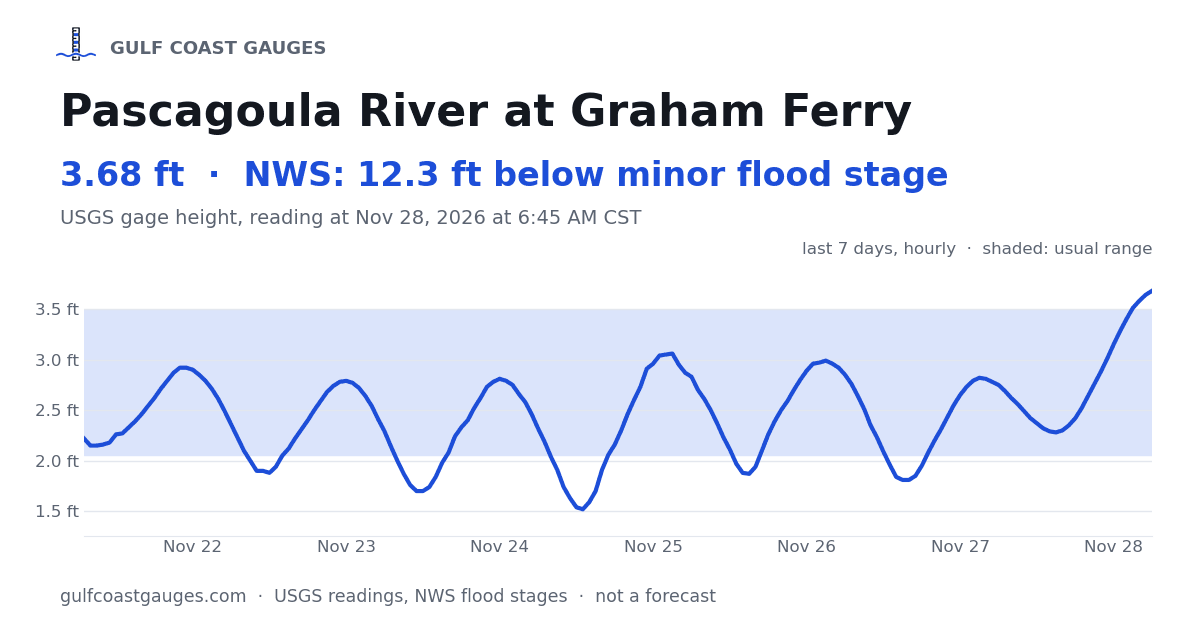 GULF COAST GAUGES
Pascagoula River at Graham Ferry
3.68 ft · NWS: 12.3 ft below minor flood stage
USGS gage height, reading at Nov 28, 2026 at 6:45 AM CST
last 7 days, hourly · shaded: usual range
3.5 ft
3.0 ft
2.5 ft
2.0 ft
1.5 ft
Nov 22 Nov 23 Nov 24 Nov 25 Nov 26 Nov 27 Nov 28
gulfcoastgauges.com · USGS readings, NWS flood stages · not a forecast